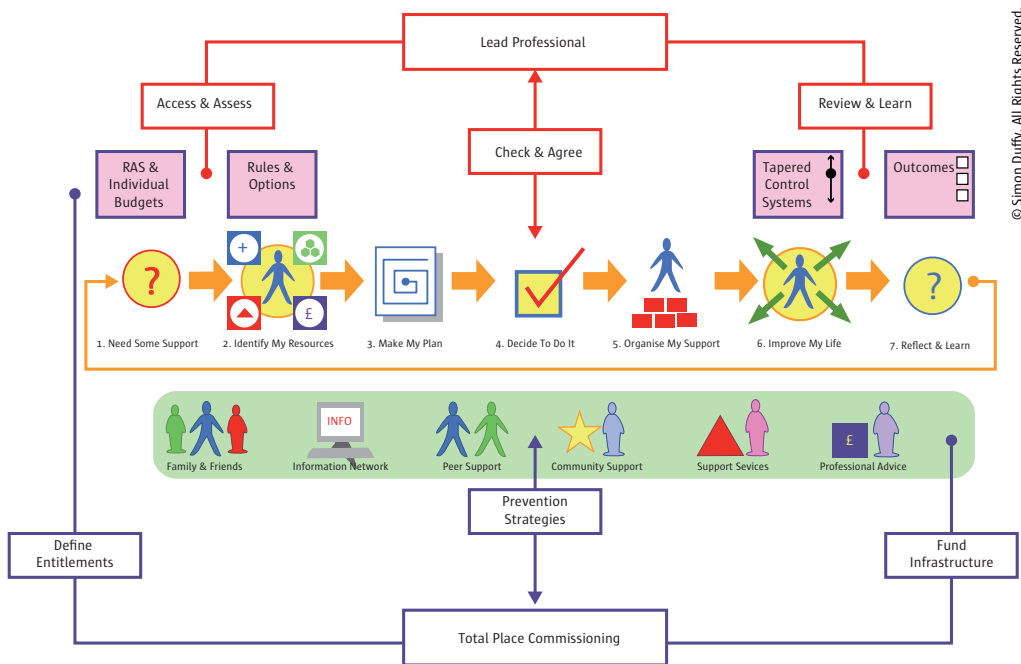 Lead Professional
© Simon Duffy. All Rights Reserved.
Access & Assess
Review & Learn
Check & Agree
RAS &
Individual
Budgets
Rules &
Options
Tapered
Control
Systems
Outcomes
+
£
?
?
1. Need Some Support
2. Identify My Resources
3. Make My Plan
4. Decide To Do It
5. Organise My Support
6. Improve My Life
7. Reflect & Learn
INFO
£
Family & Friends
Information Network
Peer Support
Community Support
Support Sevices
Professional Advice
Prevention
Strategies
Define
Entitlements
Fund
Infrastructure
Total Place Commissioning